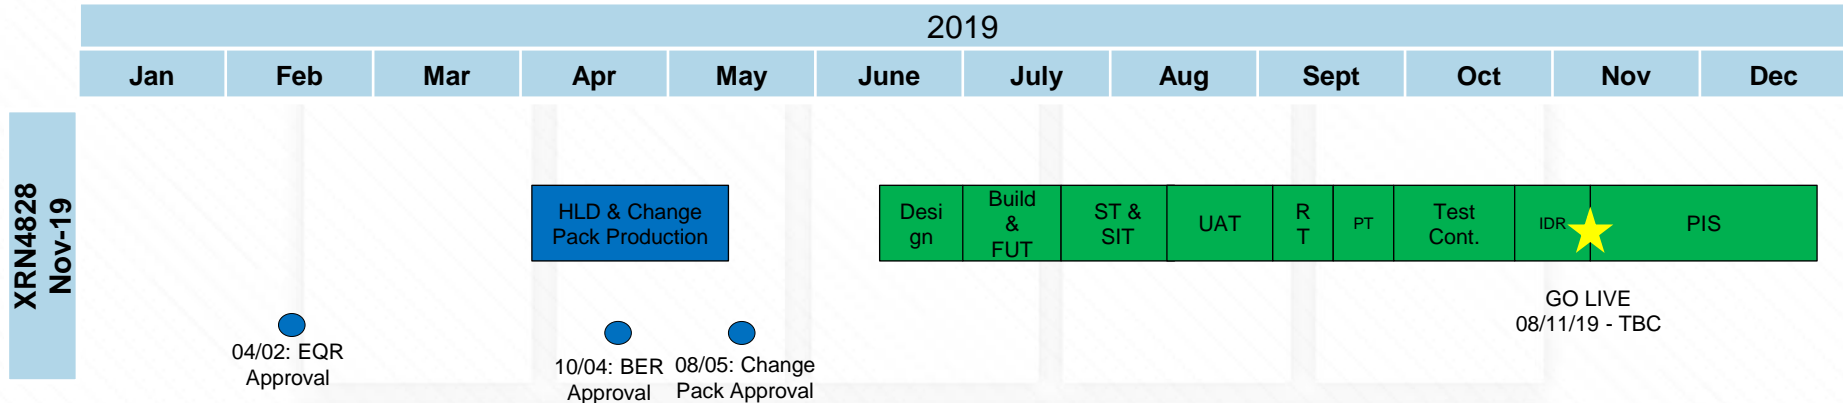 2019
Jan
Feb
Mar
Apr
May
June
July
Aug
Sept
Oct
Nov
Dec
XRN4828
Nov-19
HLD & Change
Pack Production
Desi
gn
Build
&
FUT
ST &
SIT
UAT
R
T
PT
Test
Cont.
IDR
PIS
GO LIVE
08/11/19 - TBC
04/02: EQR
Approval
10/04: BER
Approval
08/05: Change
Pack Approval